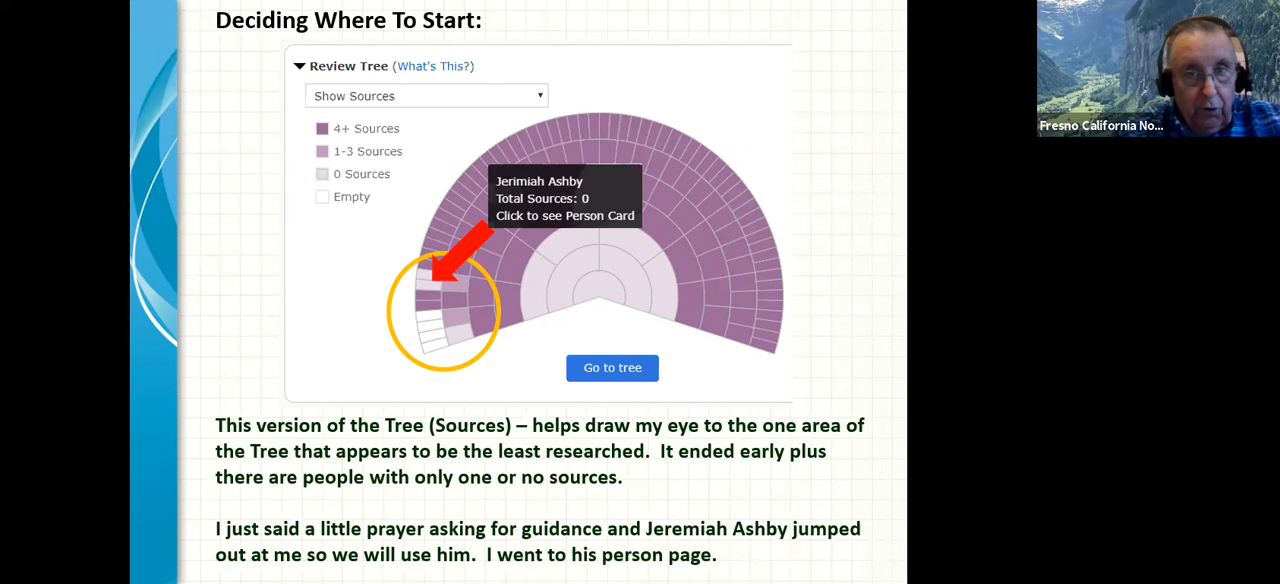 Deciding Where To Start:
Review Tree (What's This?)
Show Sources
4+ Sources
1-3 Sources
0 Sources
Empty
Jerimiah Ashby
Total Sources: 0
Click to see Person Card
Go to tree
This version of the Tree (Sources) – helps draw my eye to the one area of
the Tree that appears to be the least researched.  It ended early plus
there are people with only one or no sources.
I just said a little prayer asking for guidance and Jeremiah Ashby jumped
out at me so we will use him.  I went to his person page.
Fresno California No...